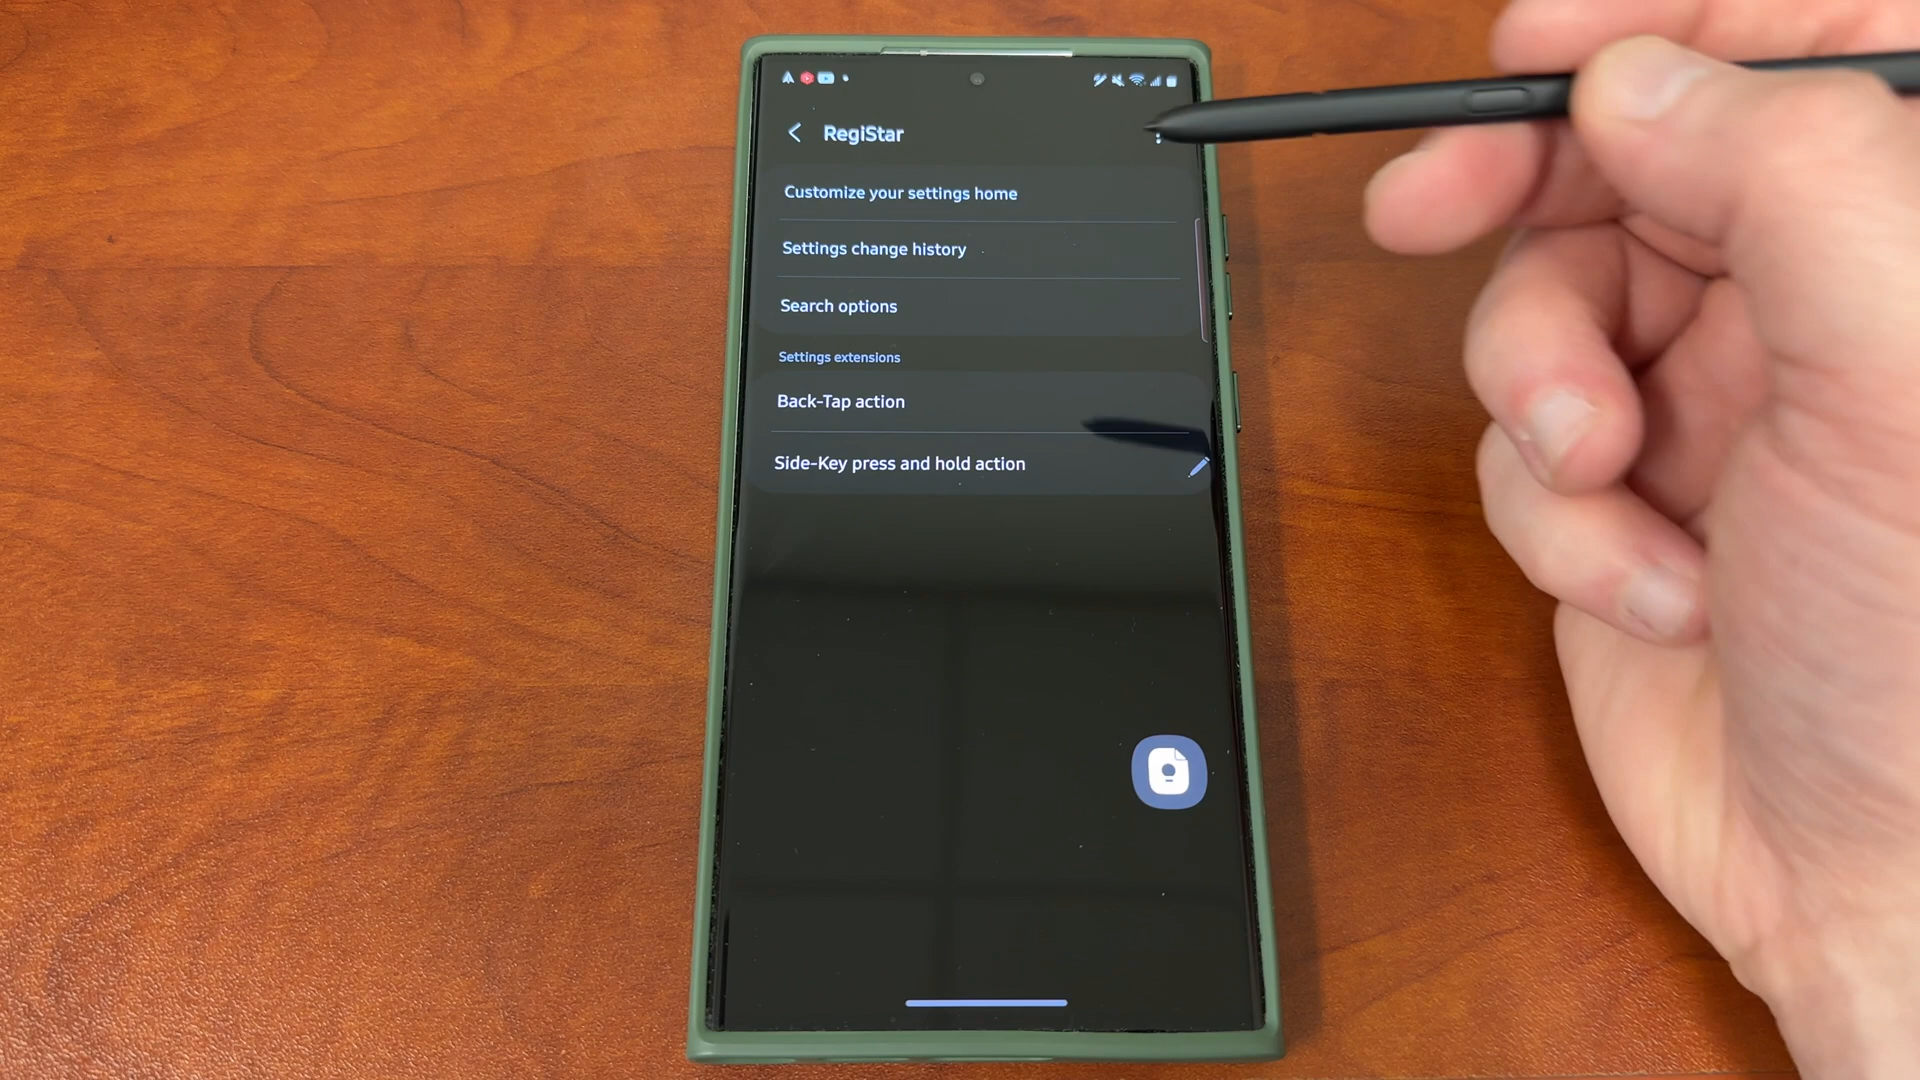 RegiStar
Customize your settings home
Settings change history
Search options
Settings extensions
Back-Tap action
Side-Key press and hold action